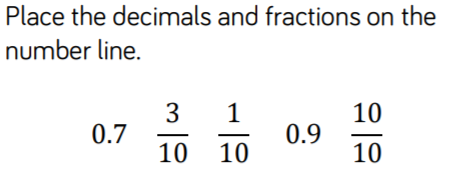 Place the decimals and fractions on the
number line.
0.7 3/10 1/10 0.9 10/10